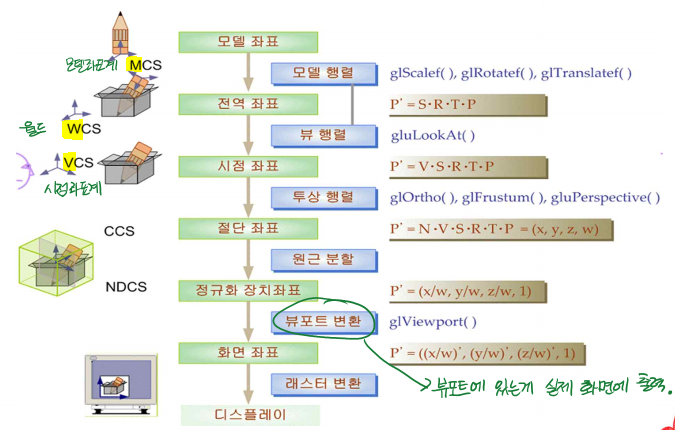 모델 좌표
모델좌표계
MCS
모델 행렬
glScalef( ), glRotatef( ), glTranslatef( )
전역 좌표
P' = S·R·T·P
월드
WCS
뷰 행렬
gluLookAt( )
VCS
시점좌표계
시점 좌표
P' = V·S·R·T·P
투상 행렬
glOrtho( ), glFrustum( ), gluPerspective( )
절단 좌표
P' = N·V·S·R·T·P = (x, y, z, w)
CCS
원근 분할
NDCS
정규화 장치좌표
P' = (x/w, y/w, z/w, 1)
뷰포트 변환
glViewport( )
화면 좌표
P' = ((x/w)', (y/w)', (z/w)', 1)
래스터 변환
뷰포트에 있는게 실제 화면에 출력.
디스플레이